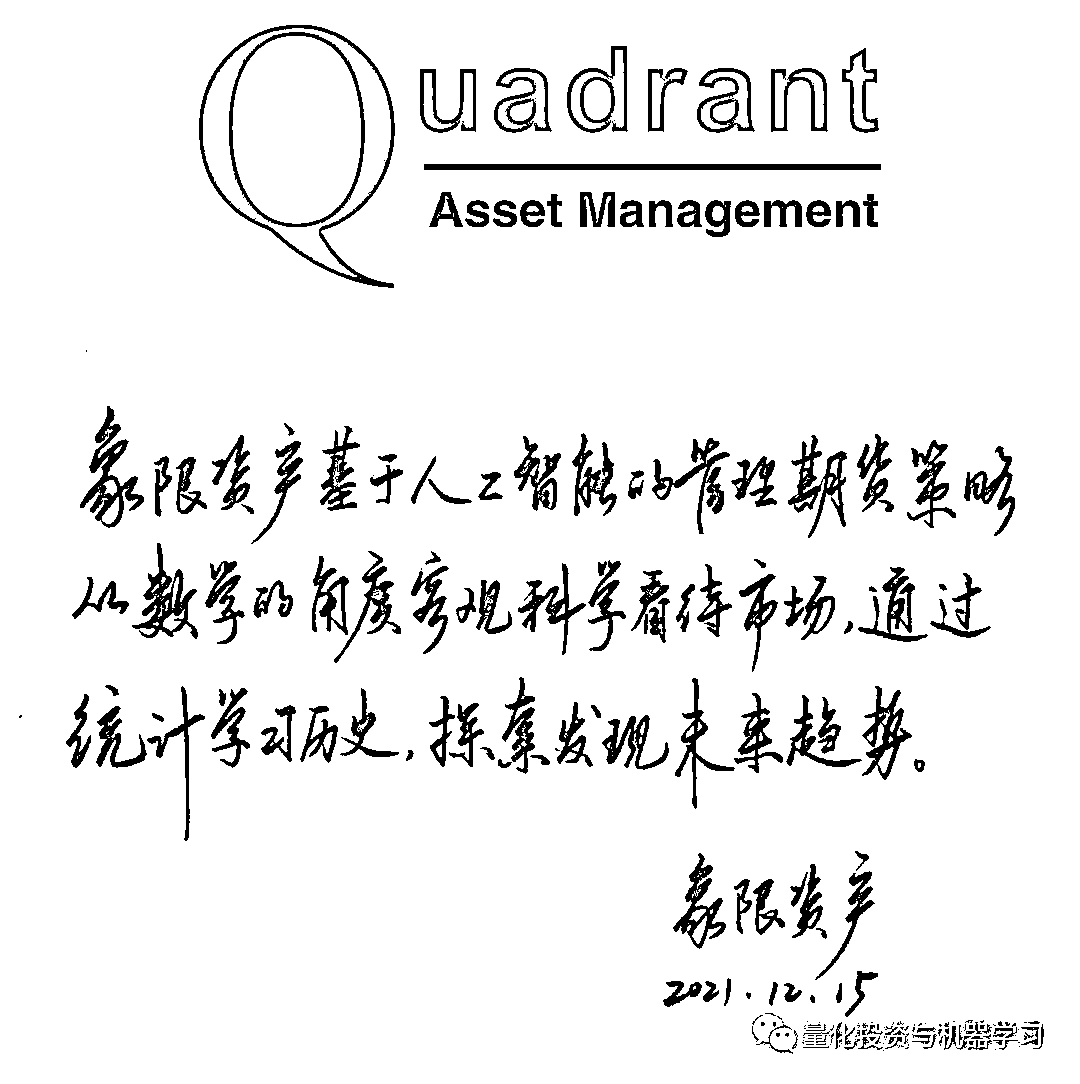 Quadrant
Asset Management
象限资产基于人工智能的管理期货策略
从数学的角度客观科学看待市场,通过
统计学习历史,探索发现未来趋势。
象限资产
2021.12.15
量化投资与机器学习